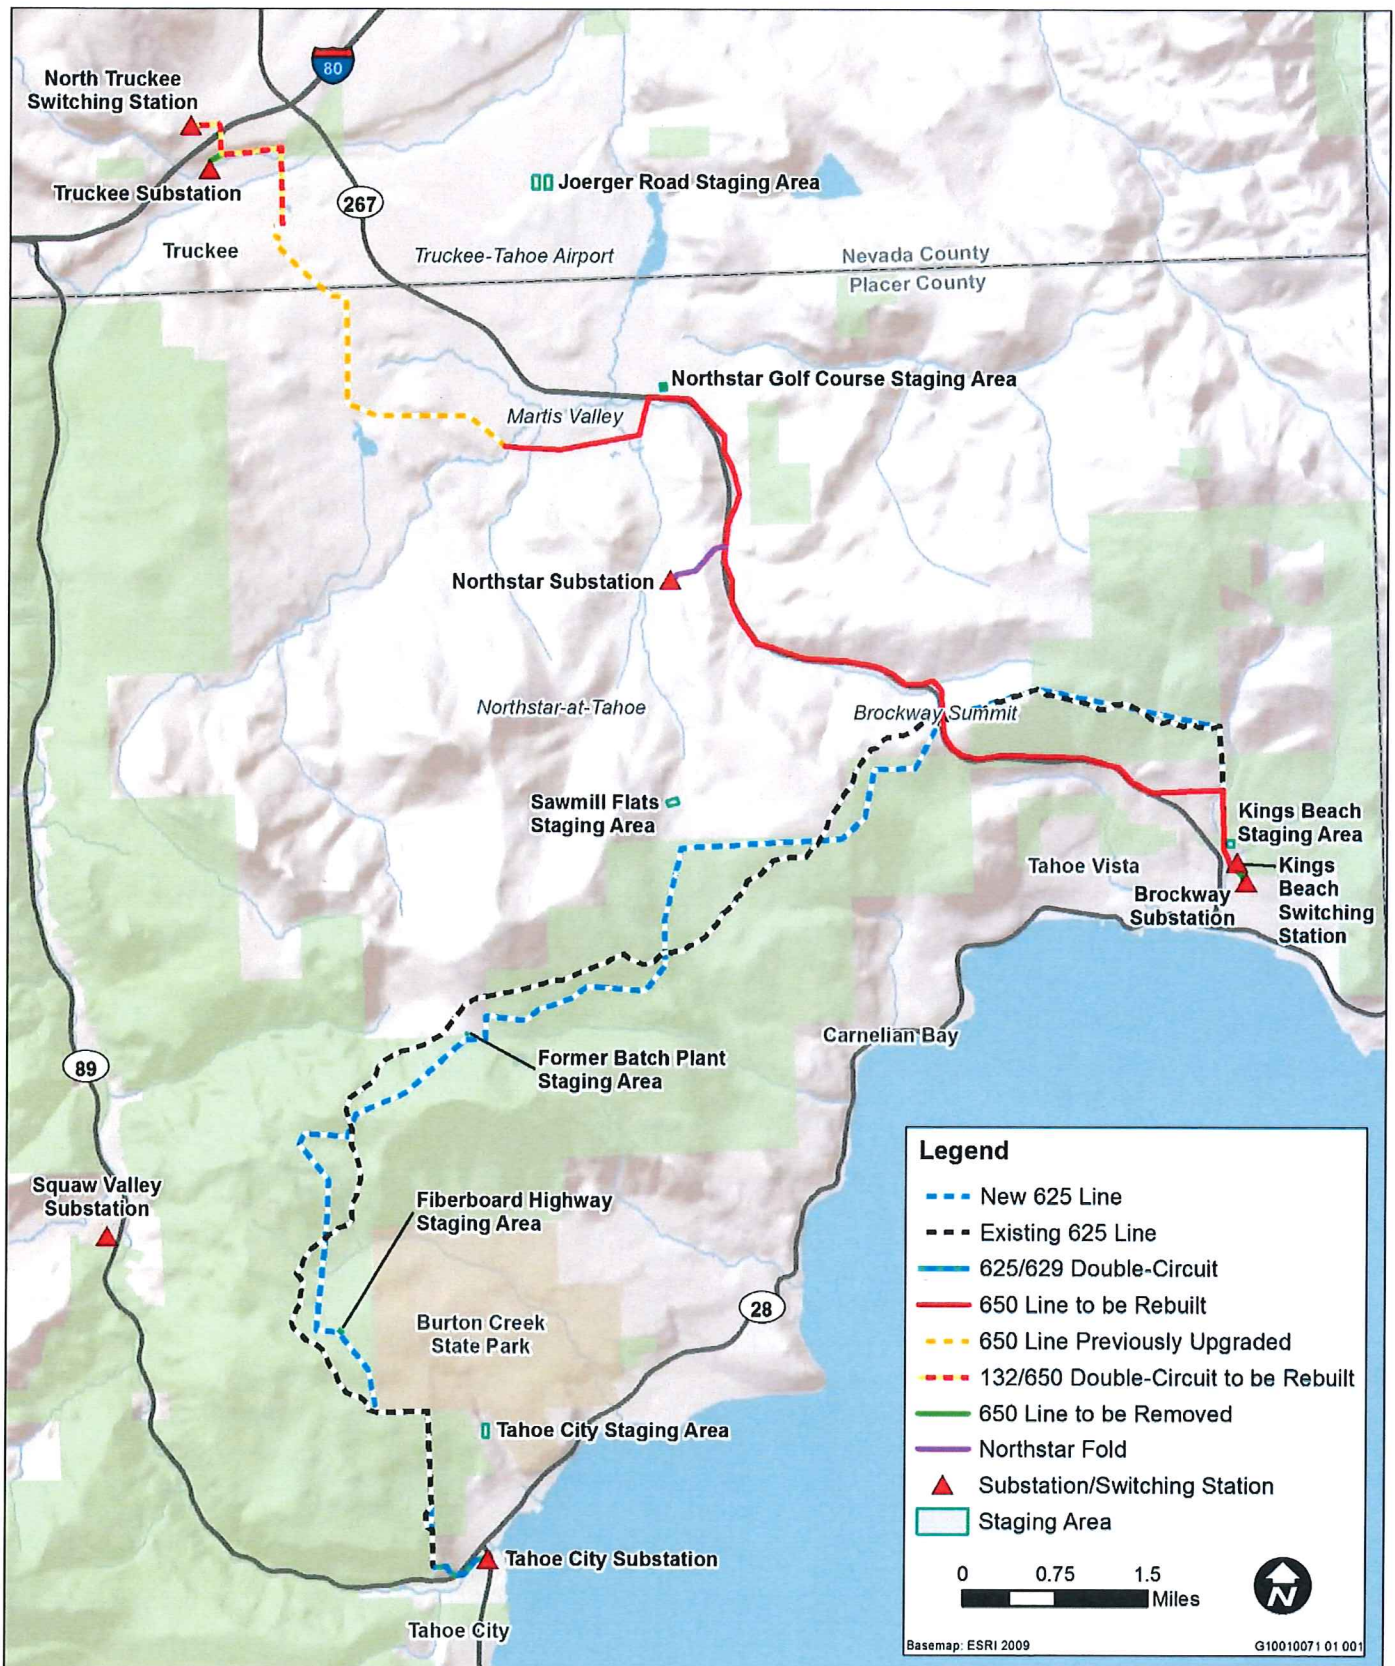 80
North Truckee
Switching Station
Truckee Substation
267
Joerger Road Staging Area
Truckee
Truckee-Tahoe Airport
Nevada County
Placer County
Northstar Golf Course Staging Area
Martis Valley
Northstar Substation
Northstar-at-Tahoe
Brockway Summit
Sawmill Flats
Staging Area
Kings Beach
Staging Area
Tahoe Vista
Brockway
Substation
Kings
Beach
Switching
Station
Carnelian Bay
Former Batch Plant
Staging Area
89
Squaw Valley
Substation
Fiberboard Highway
Staging Area
28
Burton Creek
State Park
Tahoe City Staging Area
Tahoe City Substation
Tahoe City
Legend
New 625 Line
Existing 625 Line
625/629 Double-Circuit
650 Line to be Rebuilt
650 Line Previously Upgraded
132/650 Double-Circuit to be Rebuilt
650 Line to be Removed
Northstar Fold
Substation/Switching Station
Staging Area
0 0.75 1.5
Miles
N
Basemap: ESRI 2009
G10010071 01 001